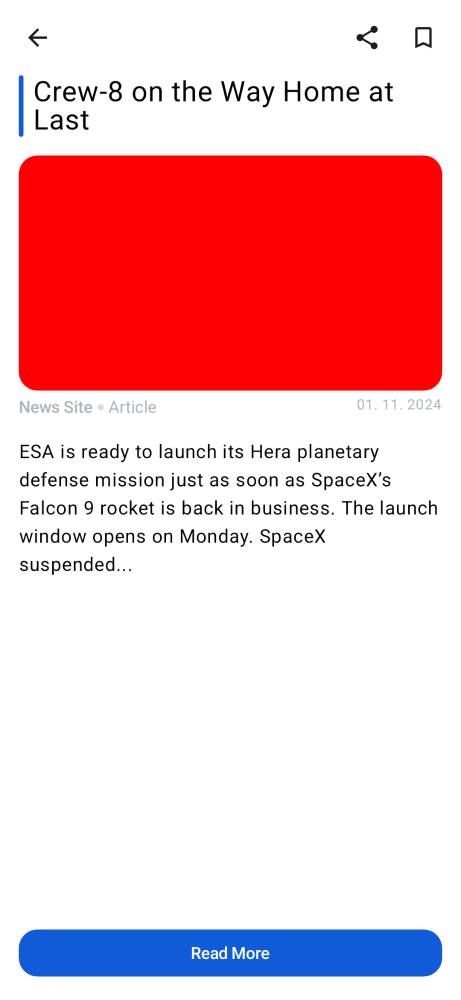 Crew-8 on the Way Home at
Last
News Site • Article
01. 11. 2024
ESA is ready to launch its Hera planetary
defense mission just as soon as SpaceX’s
Falcon 9 rocket is back in business. The launch
window opens on Monday. SpaceX
suspended...
Read More